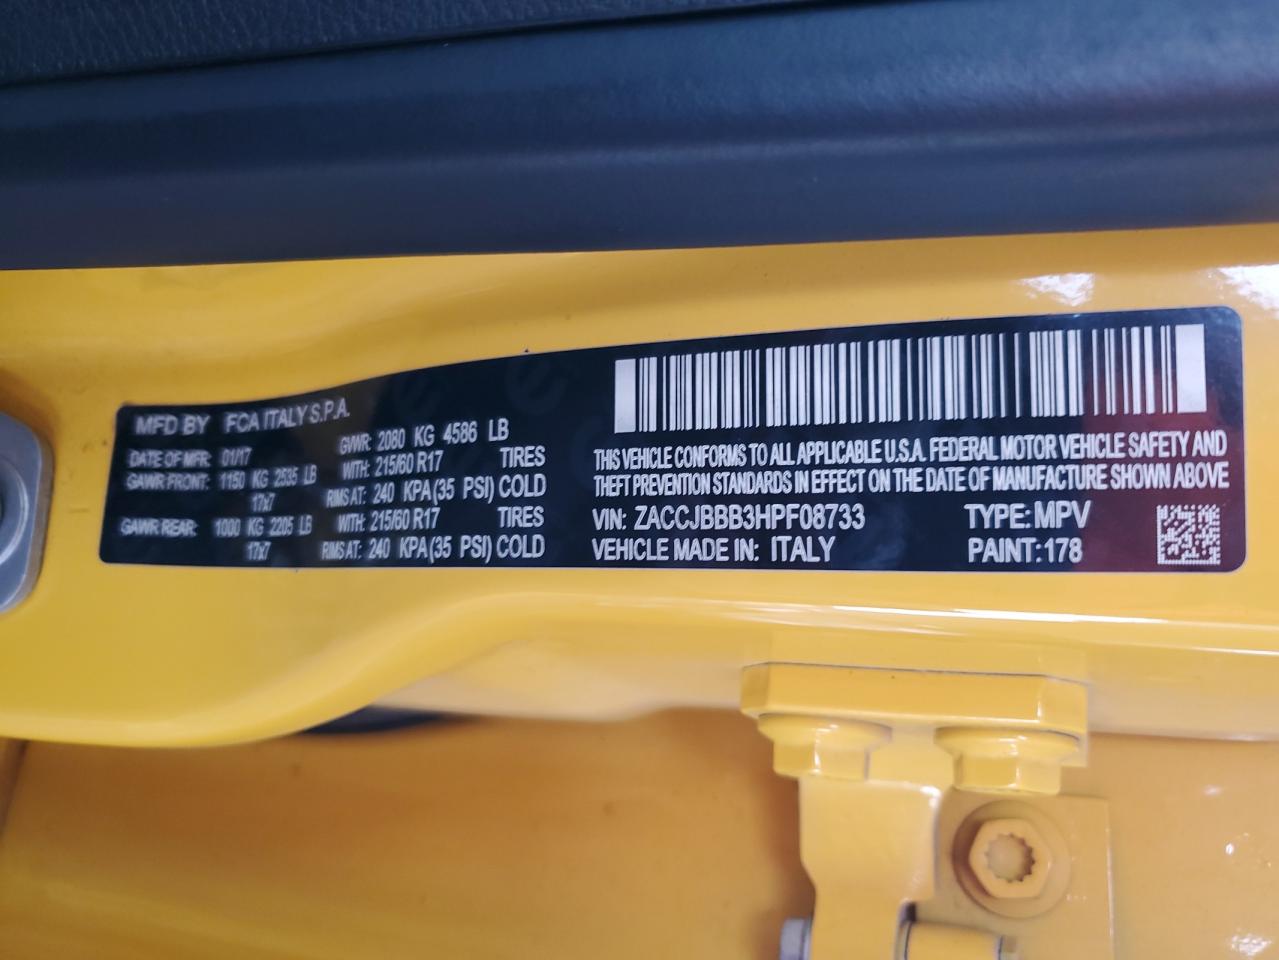 MFD BY FCA ITALY S.P.A.
DATE OF MFR 01/17 GVWR: 2080 KG 4586 LB
GAWR FRONT: 1150 KG 2535 LB WITH: 215/60 R17 TIRES
17x7 RIMS AT: 240 KPA(35 PSI) COLD
GAWR REAR: 1000 KG 2205 LB WITH: 215/60 R17 TIRES
17x7 RIMS AT: 240 KPA(35 PSI) COLD
THIS VEHICLE CONFORMS TO ALL APPLICABLE U.S.A. FEDERAL MOTOR VEHICLE SAFETY AND
THEFT PREVENTION STANDARDS IN EFFECT ON THE DATE OF MANUFACTURE SHOWN ABOVE
VIN: ZACCJBBB3HPF08733 TYPE: MPV
VEHICLE MADE IN: ITALY PAINT: 178